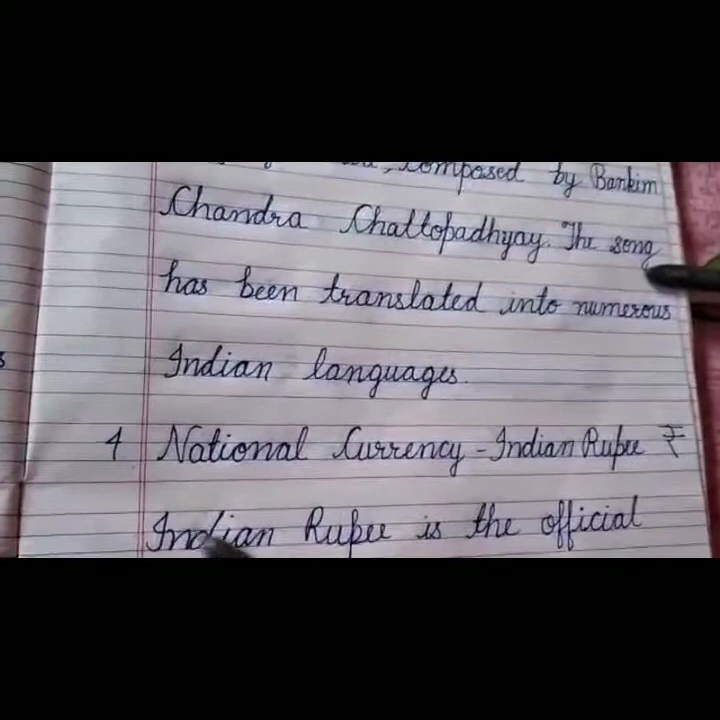 composed by Bankim
Chandra Chattopadhyay. The song
has been translated into numerous
Indian languages.
4 National Currency - Indian Rupee ₹
Indian Rupee is the official